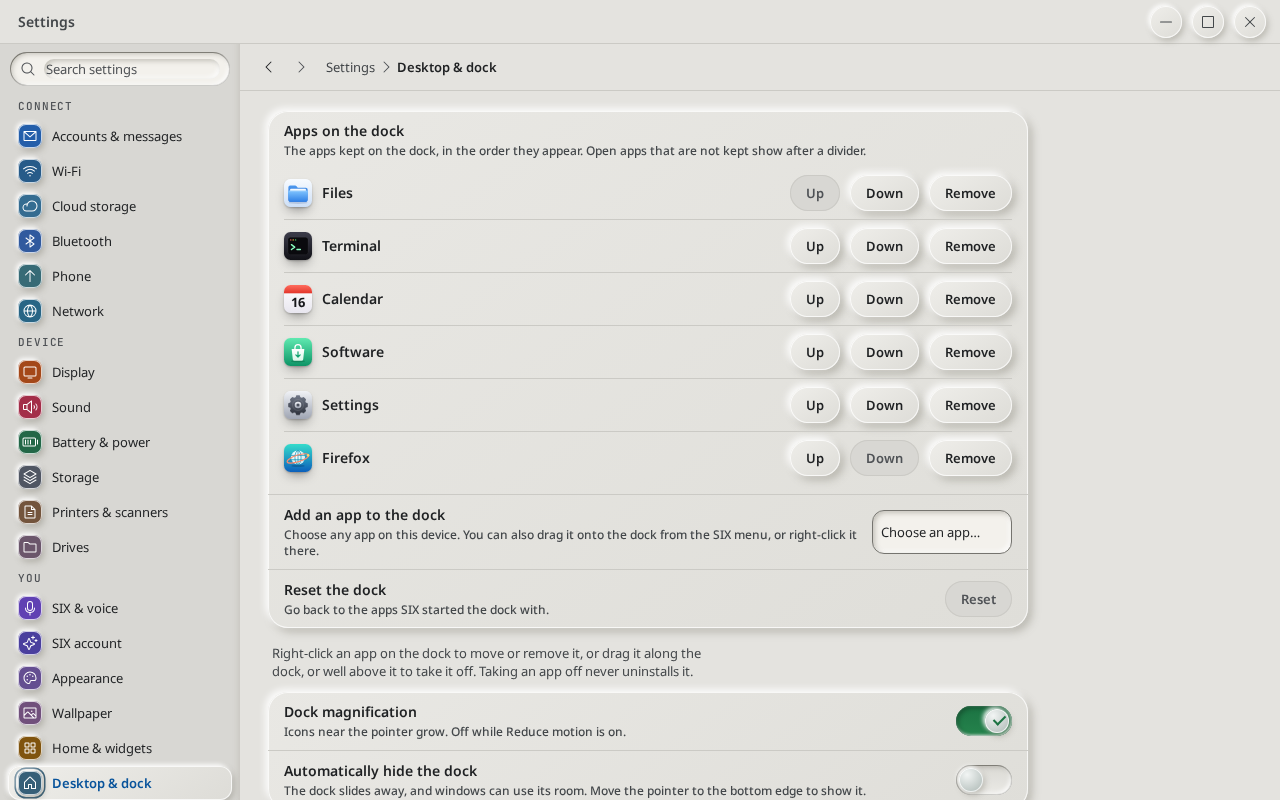 Settings
Search settings
CONNECT
Accounts & messages
Wi-Fi
Cloud storage
Bluetooth
Phone
Network
DEVICE
Display
Sound
Battery & power
Storage
Printers & scanners
Drives
YOU
SIX & voice
SIX account
Appearance
Wallpaper
Home & widgets
Desktop & dock
Settings Desktop & dock
Apps on the dock
The apps kept on the dock, in the order they appear. Open apps that are not kept show after a divider.
Files Up Down Remove
>_ Terminal Up Down Remove
16 Calendar Up Down Remove
Software Up Down Remove
Settings Up Down Remove
Firefox Up Down Remove
Add an app to the dock
Choose any app on this device. You can also drag it onto the dock from the SIX menu, or right-click it
there.
Choose an app...
Reset the dock
Go back to the apps SIX started the dock with.
Reset
Right-click an app on the dock to move or remove it, or drag it along the
dock, or well above it to take it off. Taking an app off never uninstalls it.
Dock magnification
Icons near the pointer grow. Off while Reduce motion is on.
Automatically hide the dock
The dock slides away, and windows can use its room. Move the pointer to the bottom edge to show it.